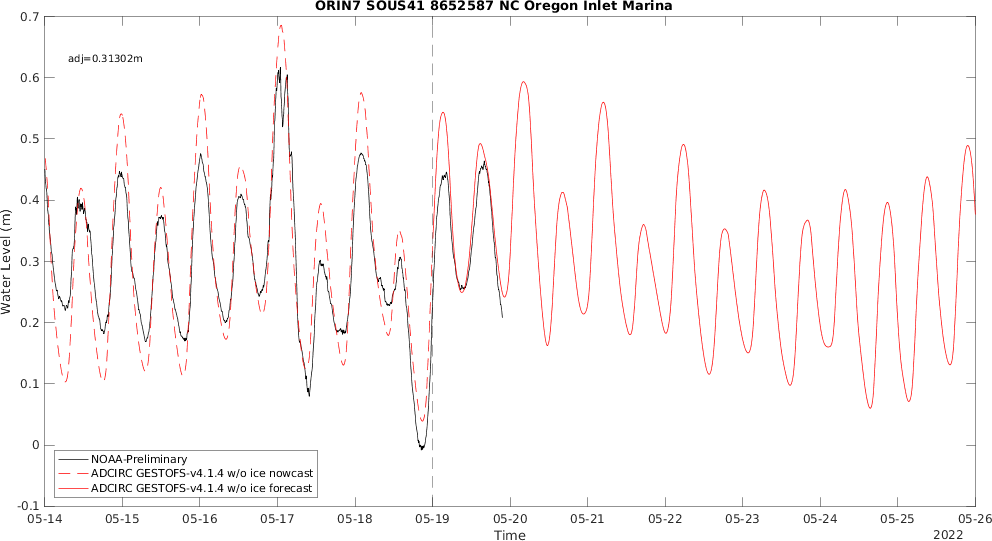 ORIN7 SOUS41 8652587 NC Oregon Inlet Marina
0.7
adj=0.31302m
0.6
0.5
0.4
0.3
0.2
0.1
0
-0.1
Water Level (m)
NOAA-Preliminary
ADCIRC GESTOFS-v4.1.4 w/o ice nowcast
ADCIRC GESTOFS-v4.1.4 w/o ice forecast
05-14 05-15 05-16 05-17 05-18 05-19 05-20 05-21 05-22 05-23 05-24 05-25 05-26
Time
2022